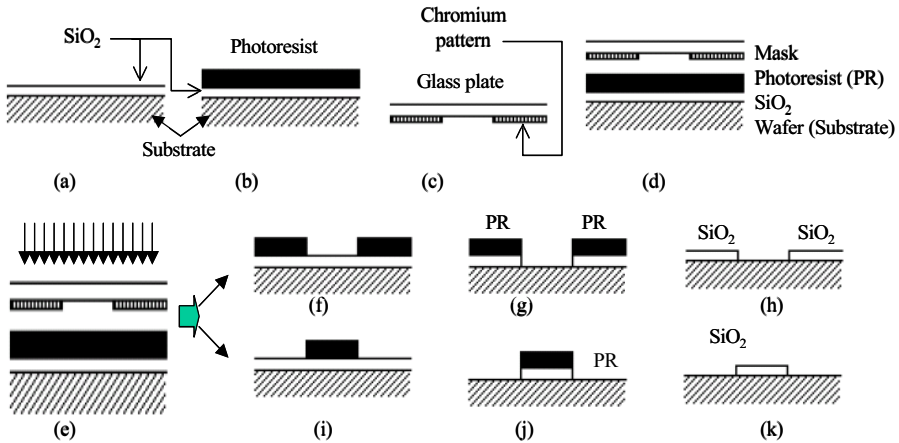 SiO2
Photoresist
Substrate
(a)
(b)
Chromium
pattern
Glass plate
(c)
Mask
Photoresist (PR)
SiO2
Wafer (Substrate)
(d)
(e)
(f)
PR PR
(g)
SiO2 SiO2
(h)
(i)
PR
(j)
SiO2
(k)